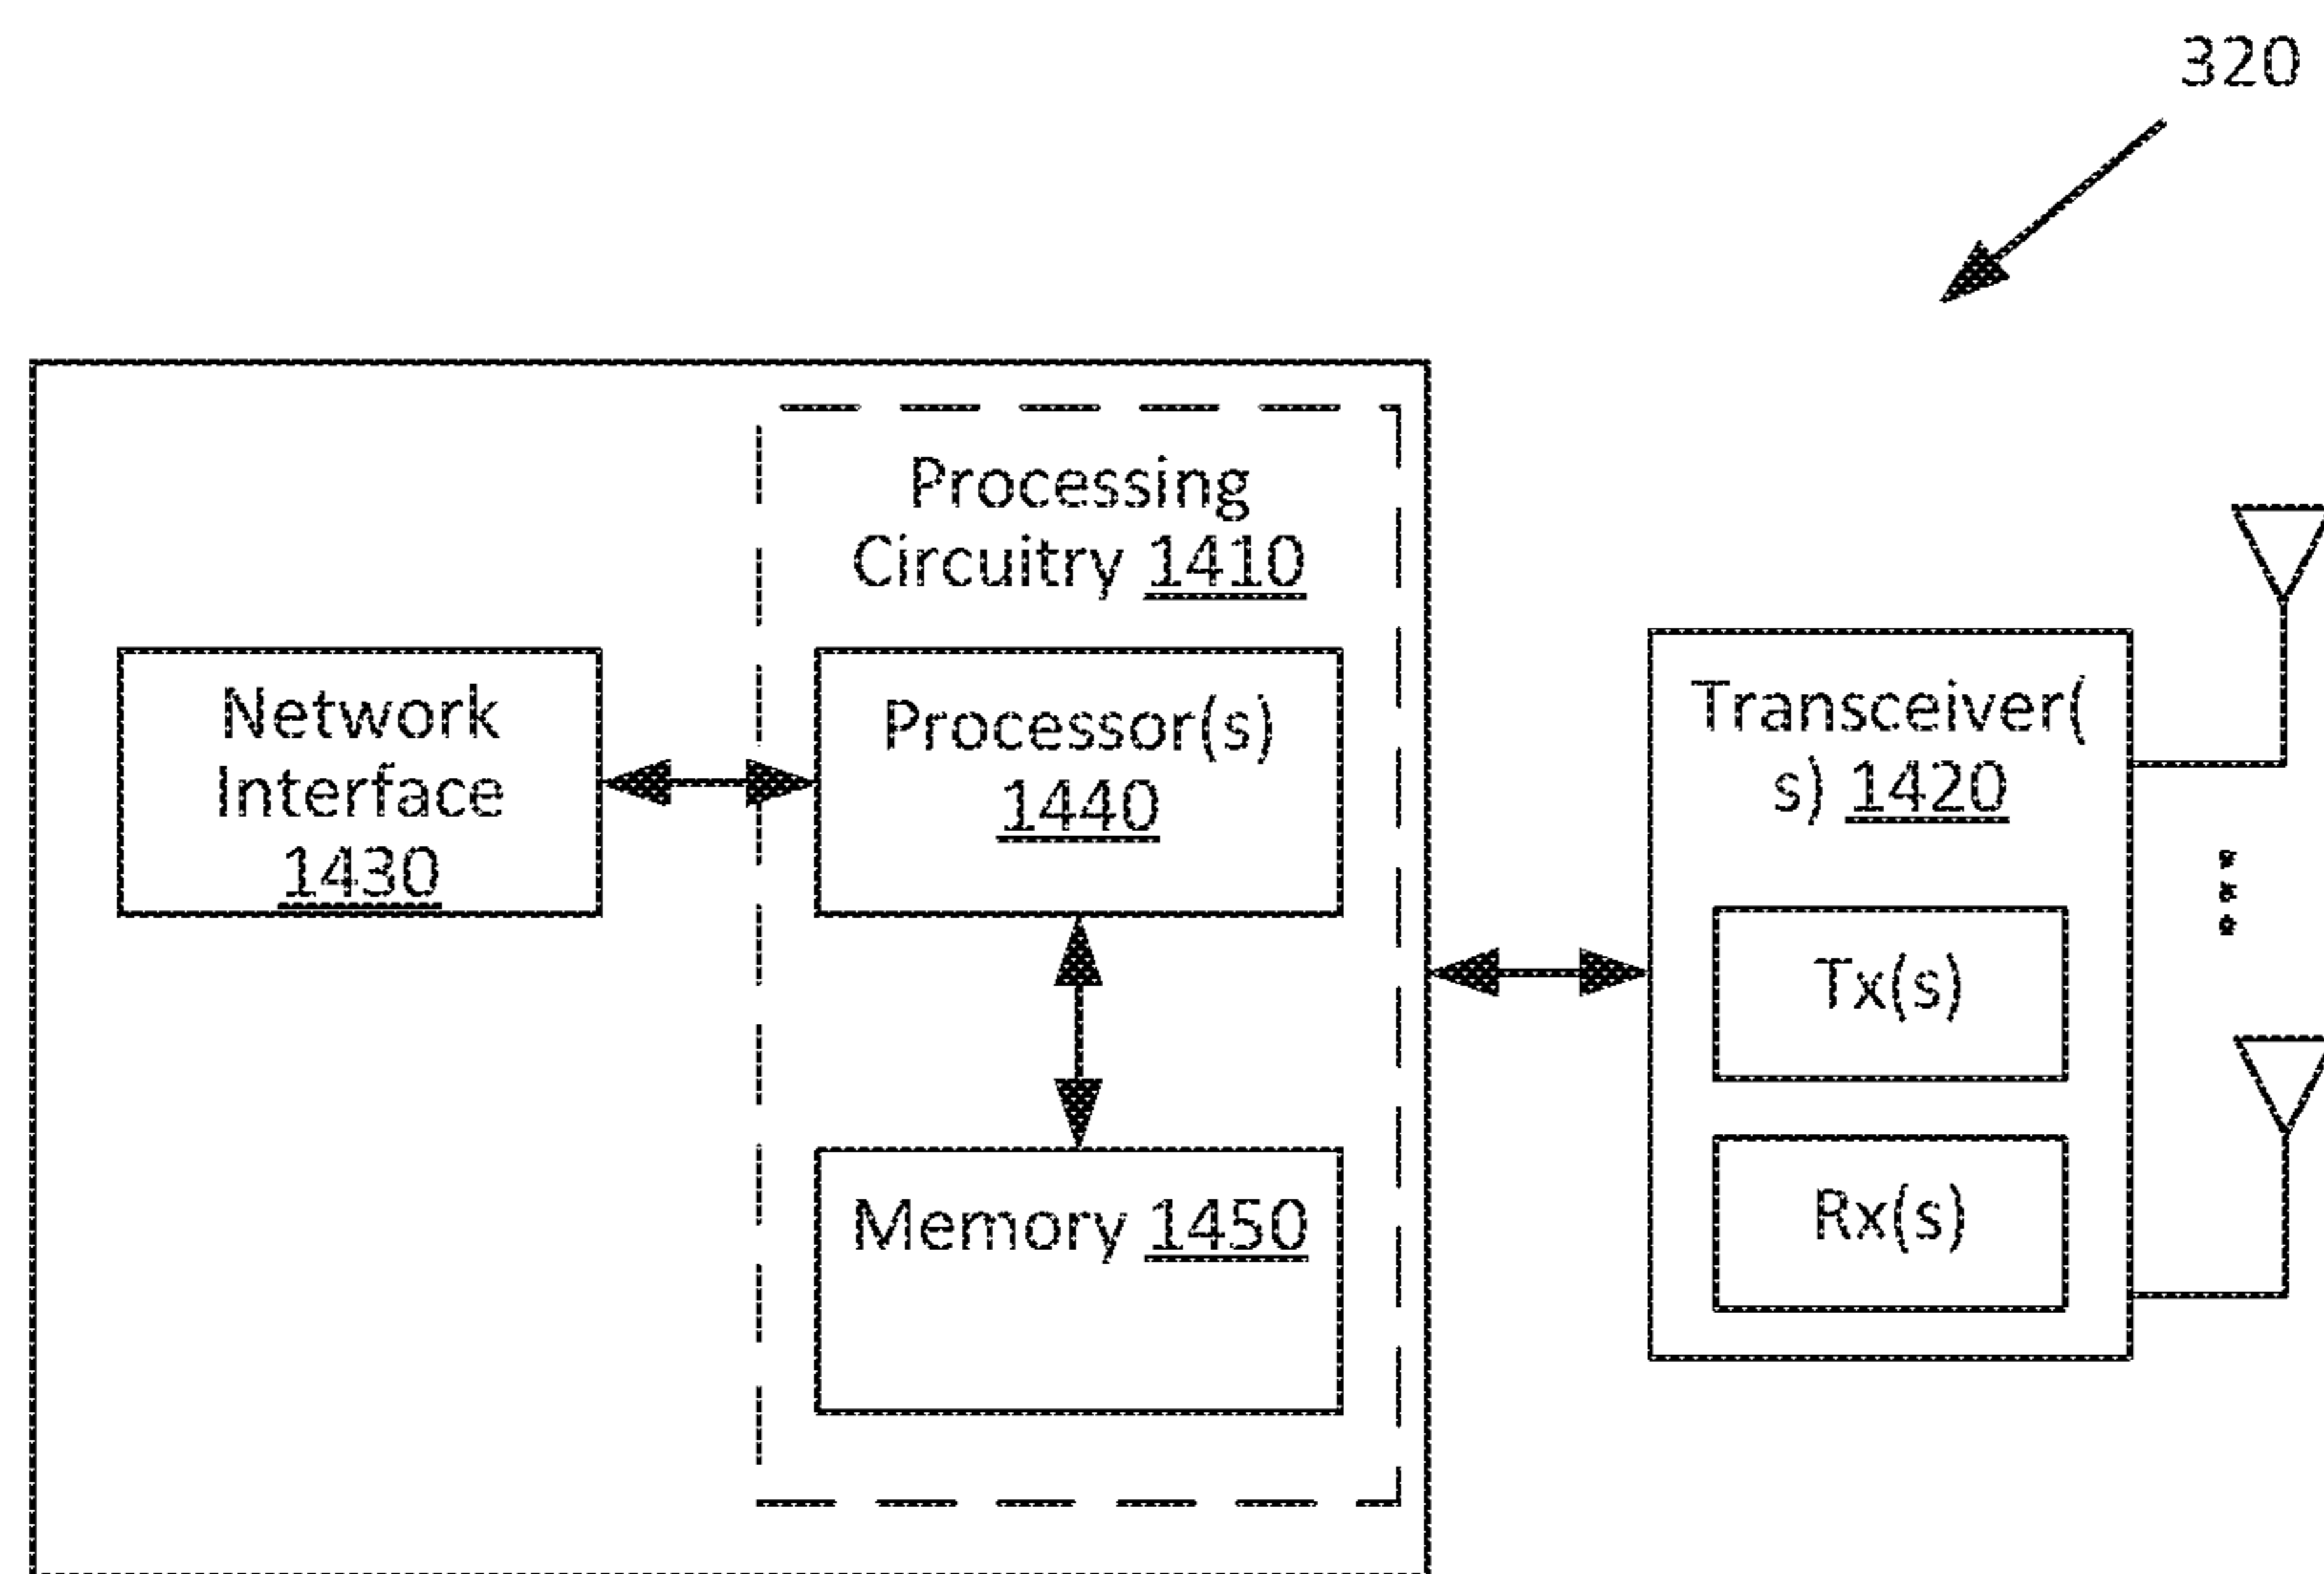 320
Processing
Circuitry 1410
Network
Interface
1430
Processor(s)
1440
Transceiver(
s) 1420
Tx(s)
Rx(s)
Memory 1450